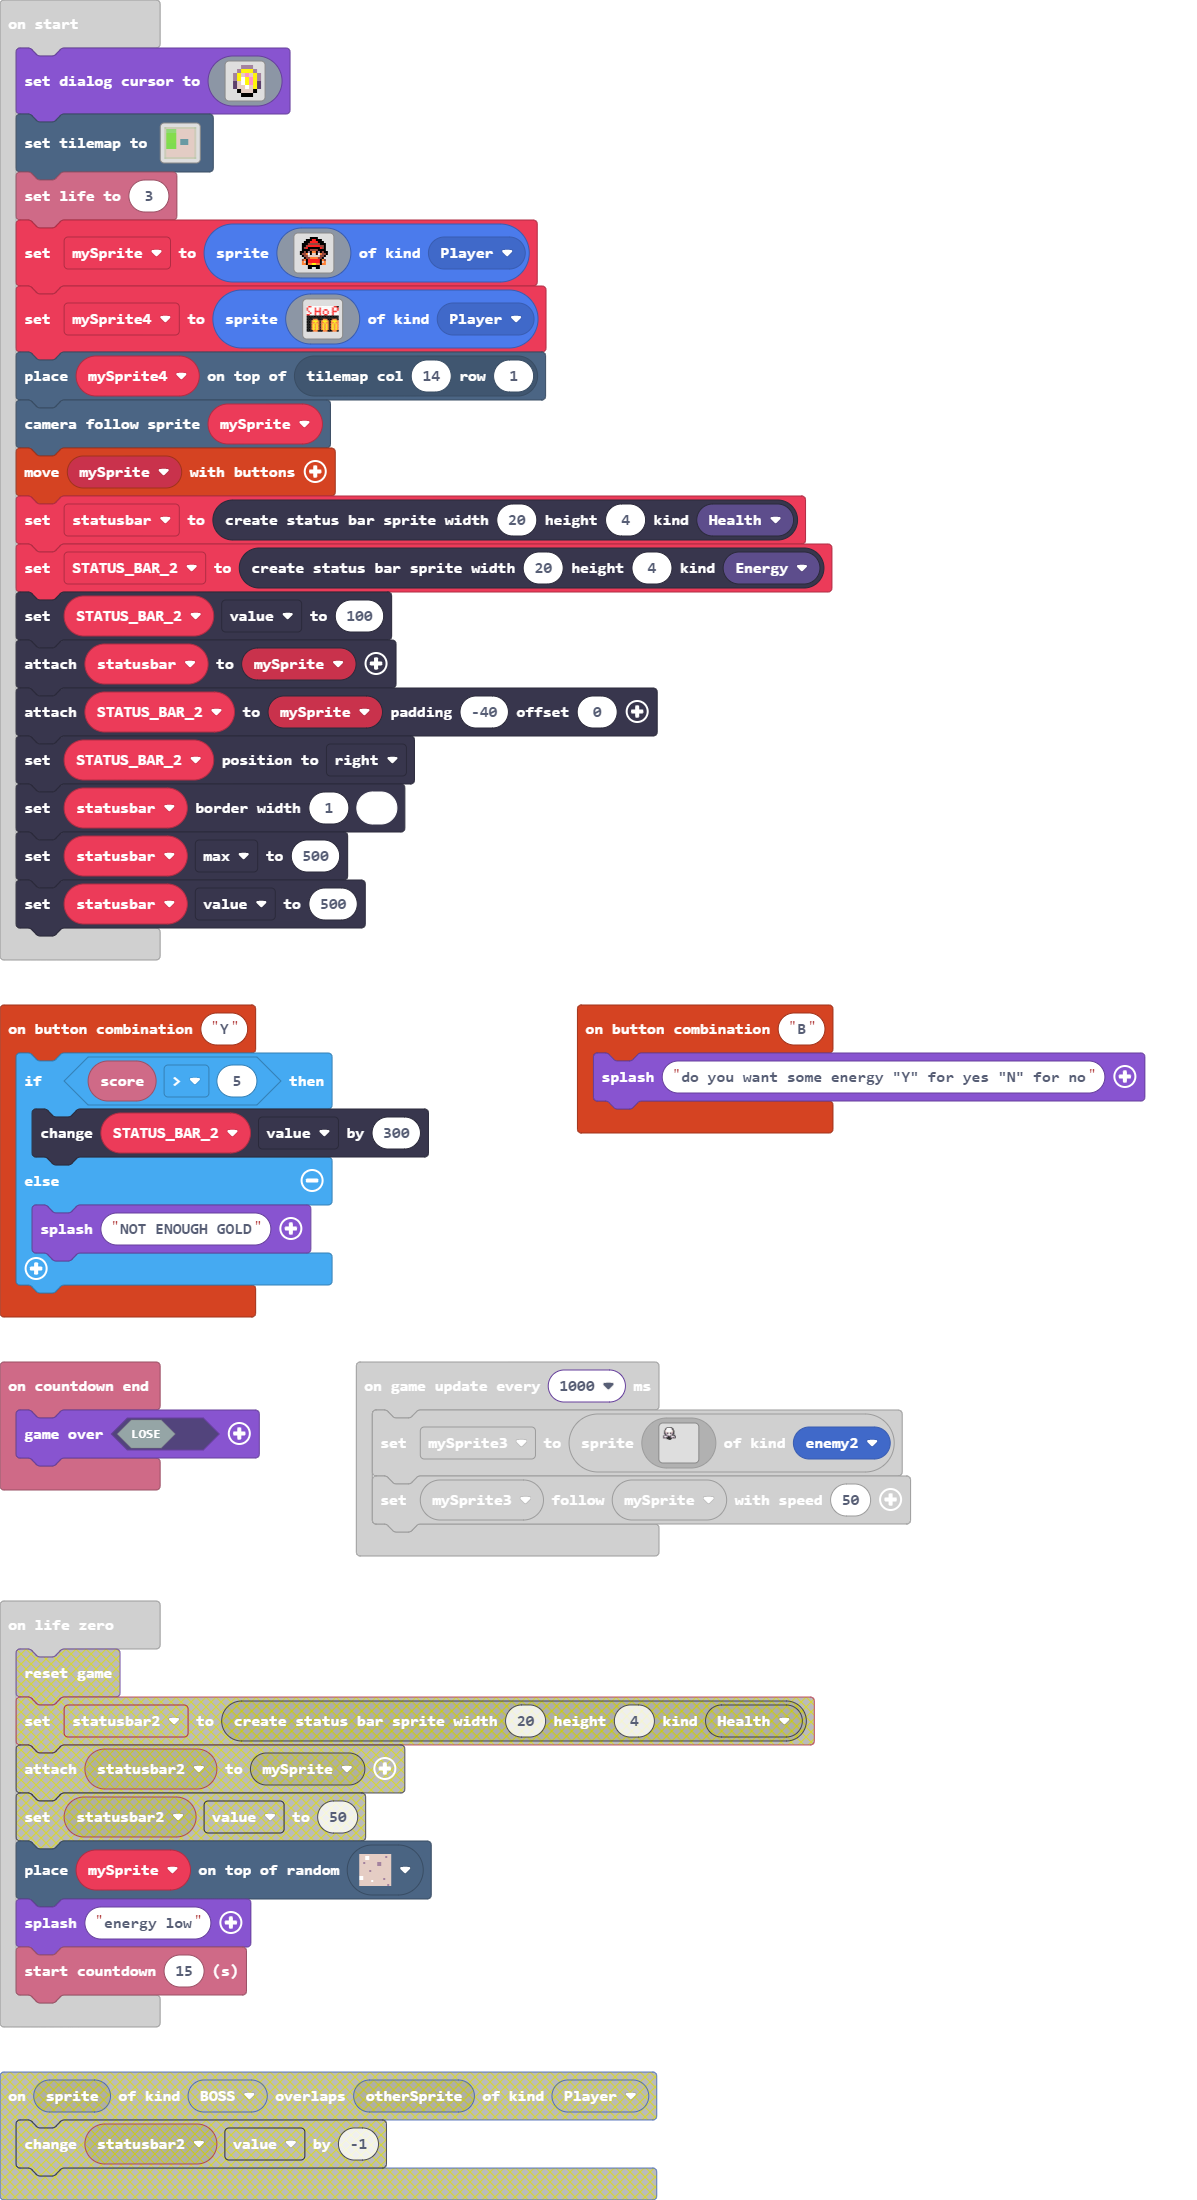 on start
set dialog cursor to
set tilemap to
set life to 3
set mySprite to sprite of kind Player
set mySprite4 to sprite SHOP of kind Player
place mySprite4 on top of tilemap col 14 row 1
camera follow sprite mySprite
move mySprite with buttons
set statusbar to create status bar sprite width 20 height 4 kind Health
set STATUS_BAR_2 to create status bar sprite width 20 height 4 kind Energy
set STATUS_BAR_2 value to 100
attach statusbar to mySprite
attach STATUS_BAR_2 to mySprite padding -40 offset 0
set STATUS_BAR_2 position to right
set statusbar border width 1
set statusbar max to 500
set statusbar value to 500
on button combination "Y"
if score > 5 then
change STATUS_BAR_2 value by 300
else
splash "NOT ENOUGH GOLD"
on button combination "B"
splash "do you want some energy "Y" for yes "N" for no"
on countdown end
game over LOSE
on game update every 1000 ms
set mySprite3 to sprite of kind enemy2
set mySprite3 follow mySprite with speed 50
on life zero
reset game
set statusbar2 to create status bar sprite width 20 height 4 kind Health
attach statusbar2 to mySprite
set statusbar2 value to 50
place mySprite on top of random
splash "energy low"
start countdown 15 (s)
on sprite of kind BOSS overlaps otherSprite of kind Player
change statusbar2 value by -1